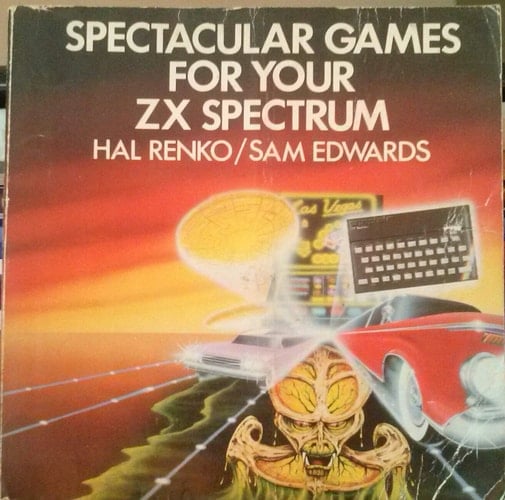 SPECTACULAR GAMES
FOR YOUR
ZX SPECTRUM
HAL RENKO/SAM EDWARDS
Las Vegas